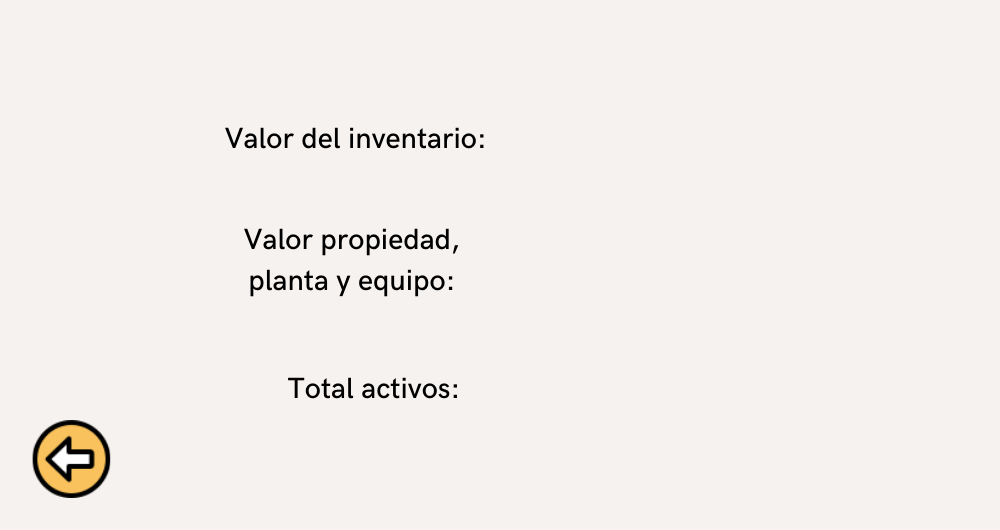 Valor del inventario:
Valor propiedad,
planta y equipo:
Total activos: